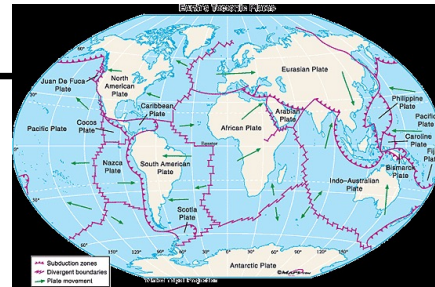 Earth's Tectonic Plates
Juan De Fuca
Plate
North
American
Plate
Eurasian Plate
Caribbean
Plate
Arabian
Plate
Philippine
Plate
Cocos
Plate
Pacific Plate
African Plate
Pacific
Caroline
Plate
Equator
Nazca
Plate
South American
Plate
Indo-Australian
Plate
Bismarck
Plate
Fiji
Scotia
Plate
Antarctic Plate
Subduction zones
Divergent boundaries
Plate movement